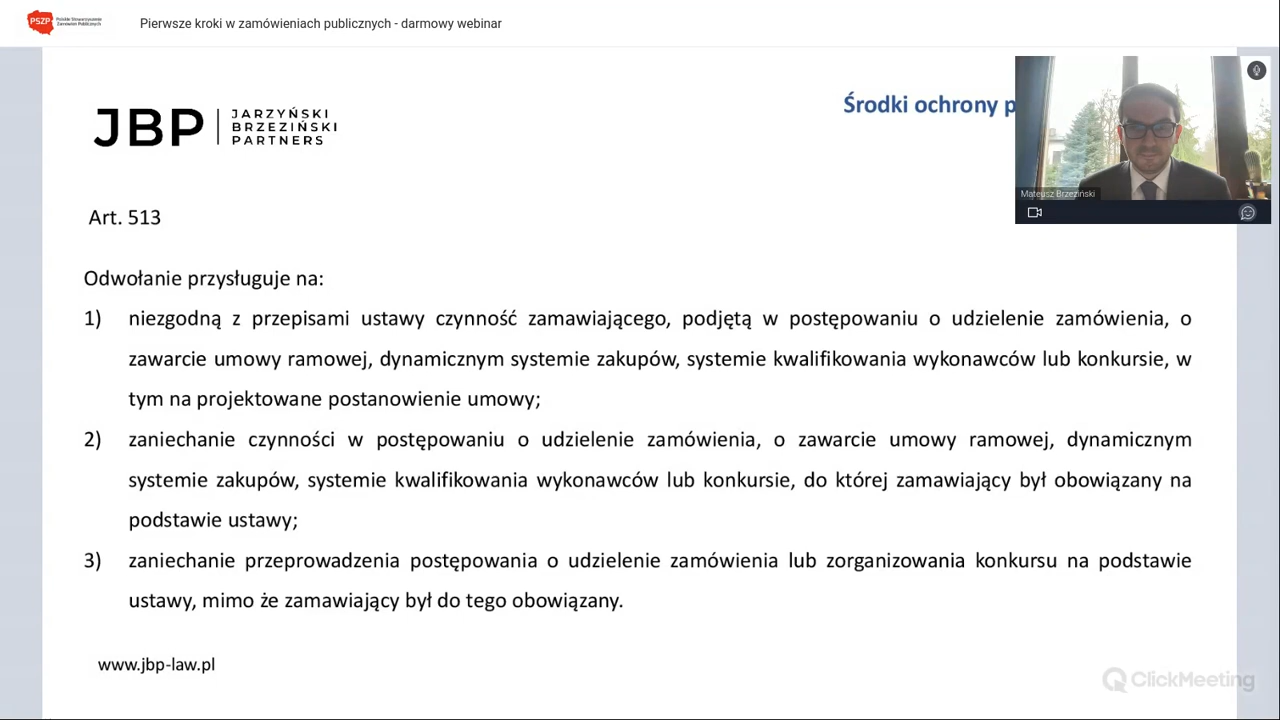 PSZP Polskie Stowarzyszenie
Zamówień Publicznych
Pierwsze kroki w zamówieniach publicznych - darmowy webinar
JBP
JARZYŃSKI
BRZEZIŃSKI
PARTNERS
Środki ochrony p
Mateusz Brzeziński
Art. 513
Odwołanie przysługuje na:
1) niezgodną z przepisami ustawy czynność zamawiającego, podjętą w postępowaniu o udzielenie zamówienia, o
zawarcie umowy ramowej, dynamicznym systemie zakupów, systemie kwalifikowania wykonawców lub konkursie, w
tym na projektowane postanowienie umowy;
2) zaniechanie czynności w postępowaniu o udzielenie zamówienia, o zawarcie umowy ramowej, dynamicznym
systemie zakupów, systemie kwalifikowania wykonawców lub konkursie, do której zamawiający był obowiązany na
podstawie ustawy;
3) zaniechanie przeprowadzenia postępowania o udzielenie zamówienia lub zorganizowania konkursu na podstawie
ustawy, mimo że zamawiający był do tego obowiązany.
www.jbp-law.pl
ClickMeeting